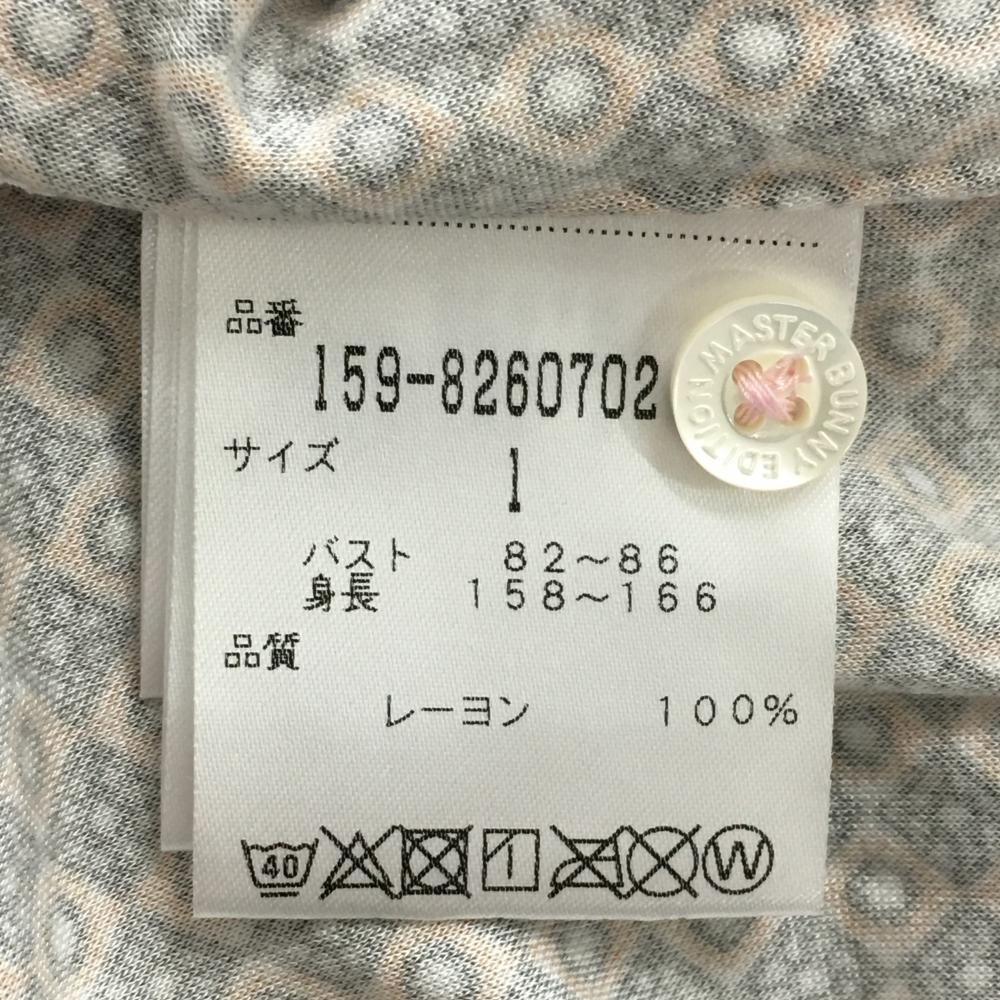 品番
159-8260702
サイズ
1
バスト 82～86
身長 158～166
品質
レーヨン 100%
40
W
MASTER BUNNY EDITION